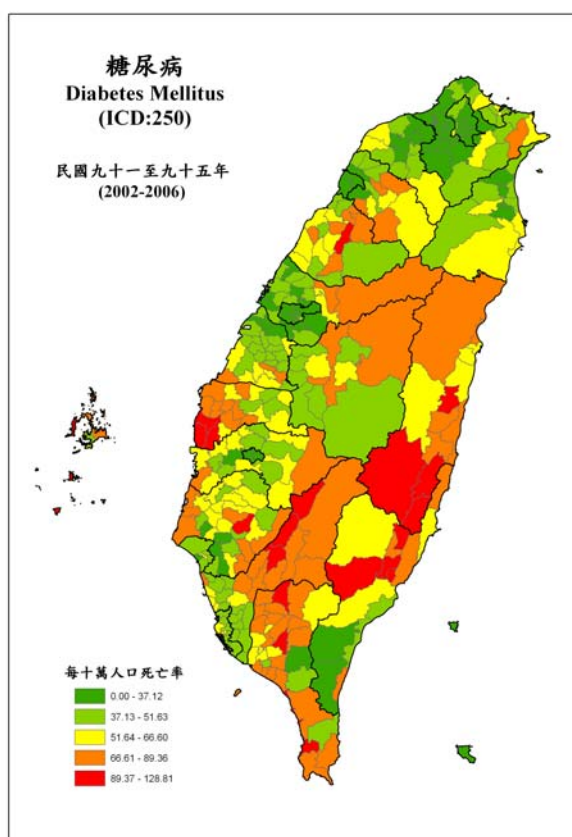 糖尿病
Diabetes Mellitus
(ICD:250)
民國九十一至九十五年
(2002-2006)
每十萬人口死亡率
0.00 - 37.12
37.13 - 51.63
51.64 - 66.60
66.61 - 89.36
89.37 - 128.81